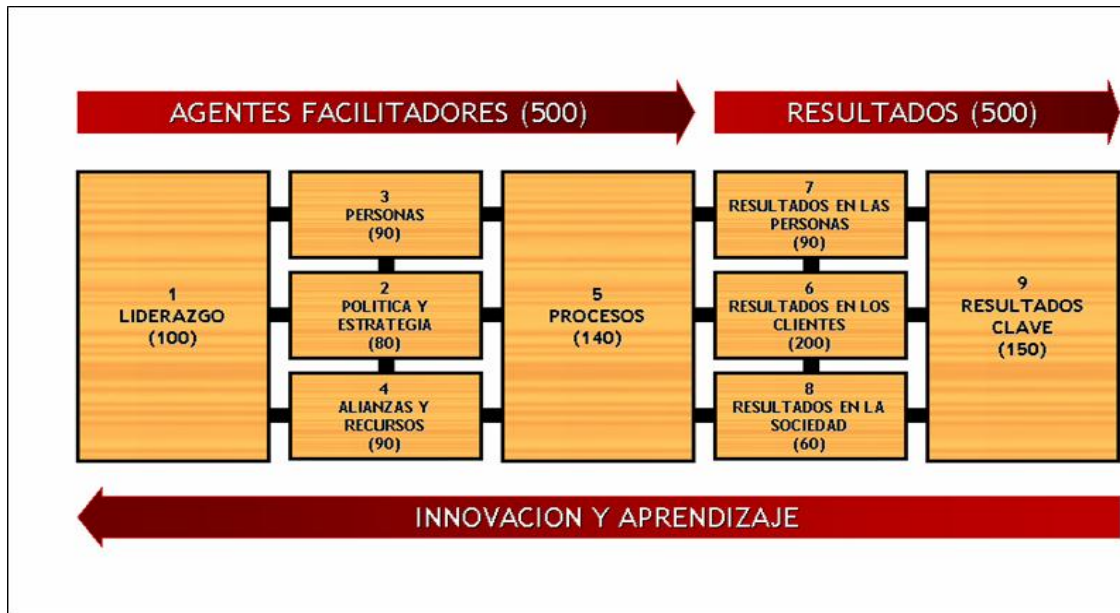 AGENTES FACILITADORES (500)
RESULTADOS (500)
1
LIDERAZGO
(100)
3
PERSONAS
(90)
2
POLITICA Y
ESTRATEGIA
(80)
4
ALIANZAS Y
RECURSOS
(90)
5
PROCESOS
(140)
7
RESULTADOS EN LAS
PERSONAS
(90)
6
RESULTADOS EN LOS
CLIENTES
(200)
8
RESULTADOS EN LA
SOCIEDAD
(60)
9
RESULTADOS
CLAVE
(150)
INNOVACION Y APRENDIZAJE